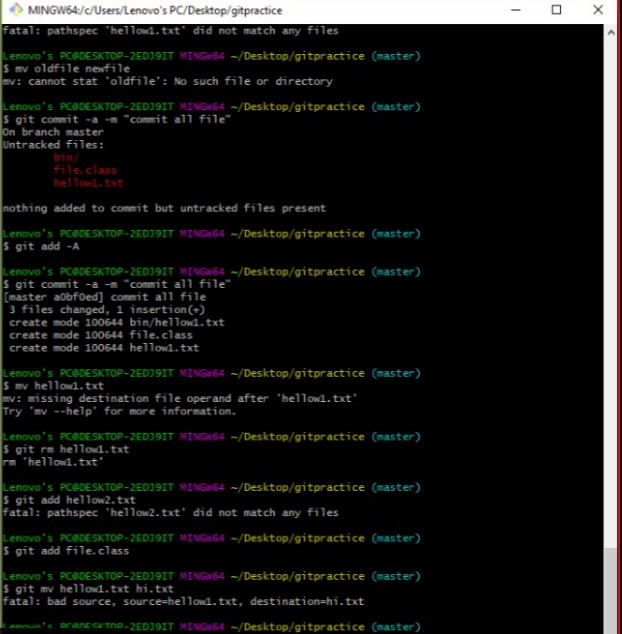 MINGW64:/c/Users/Lenovo's PC/Desktop/gitpractice
fatal: pathspec 'hellow1.txt' did not match any files
Lenovo's PC@DESKTOP-2EDJ9IT MINGW64 ~/Desktop/gitpractice (master)
$ mv oldfile newfile
mv: cannot stat 'oldfile': No such file or directory
Lenovo's PC@DESKTOP-2EDJ9IT MINGW64 ~/Desktop/gitpractice (master)
$ git commit -a -m "commit all file"
On branch master
Untracked files:
bin/
file.class
hellow1.txt
nothing added to commit but untracked files present
Lenovo's PC@DESKTOP-2EDJ9IT MINGW64 ~/Desktop/gitpractice (master)
$ git add -A
Lenovo's PC@DESKTOP-2EDJ9IT MINGW64 ~/Desktop/gitpractice (master)
$ git commit -a -m "commit all file"
[master a0bf0ed] commit all file
3 files changed, 1 insertion(+)
create mode 100644 bin/hellow1.txt
create mode 100644 file.class
create mode 100644 hellow1.txt
Lenovo's PC@DESKTOP-2EDJ9IT MINGW64 ~/Desktop/gitpractice (master)
$ mv hellow1.txt
mv: missing destination file operand after 'hellow1.txt'
Try 'mv --help' for more information.
Lenovo's PC@DESKTOP-2EDJ9IT MINGW64 ~/Desktop/gitpractice (master)
$ git rm hellow1.txt
rm 'hellow1.txt'
Lenovo's PC@DESKTOP-2EDJ9IT MINGW64 ~/Desktop/gitpractice (master)
$ git add hellow2.txt
fatal: pathspec 'hellow2.txt' did not match any files
Lenovo's PC@DESKTOP-2EDJ9IT MINGW64 ~/Desktop/gitpractice (master)
$ git add file.class
Lenovo's PC@DESKTOP-2EDJ9IT MINGW64 ~/Desktop/gitpractice (master)
$ git mv hellow1.txt hi.txt
fatal: bad source, source=hellow1.txt, destination=hi.txt
Lenovo's PC@DESKTOP-2EDJ9IT MINGW64 ~/Desktop/gitpractice (master)